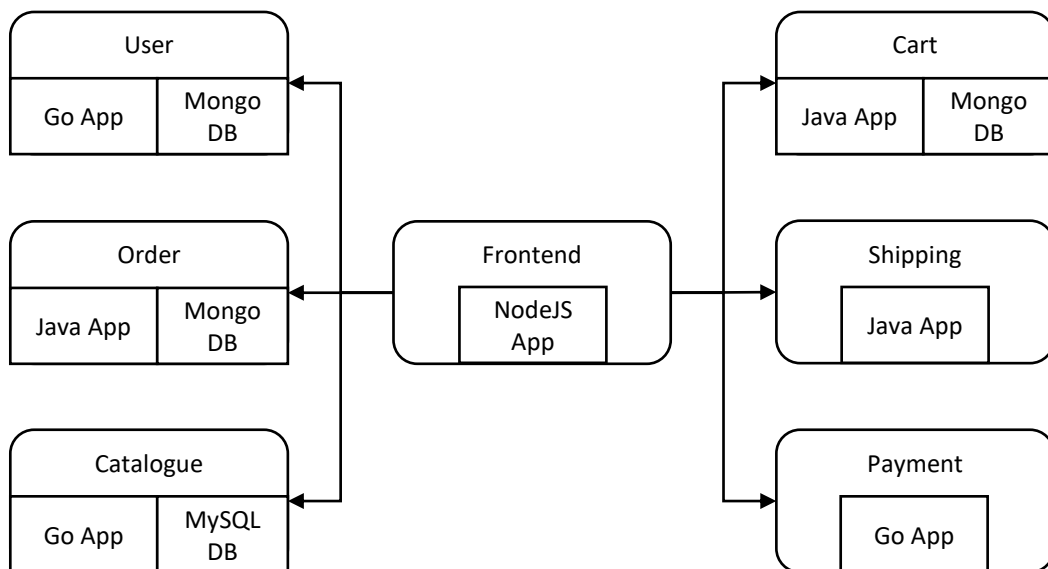 User
Go App
Mongo
DB
Order
Java App
Mongo
DB
Catalogue
Go App
MySQL
DB
Frontend
NodeJS
App
Cart
Java App
Mongo
DB
Shipping
Java App
Payment
Go App